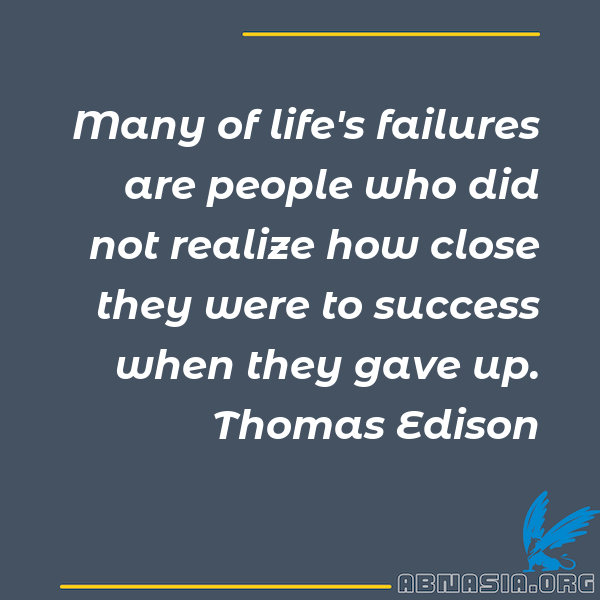 Many of life's failures
are people who did
not realize how close
they were to success
when they gave up.
Thomas Edison
ABNASIA.ORG